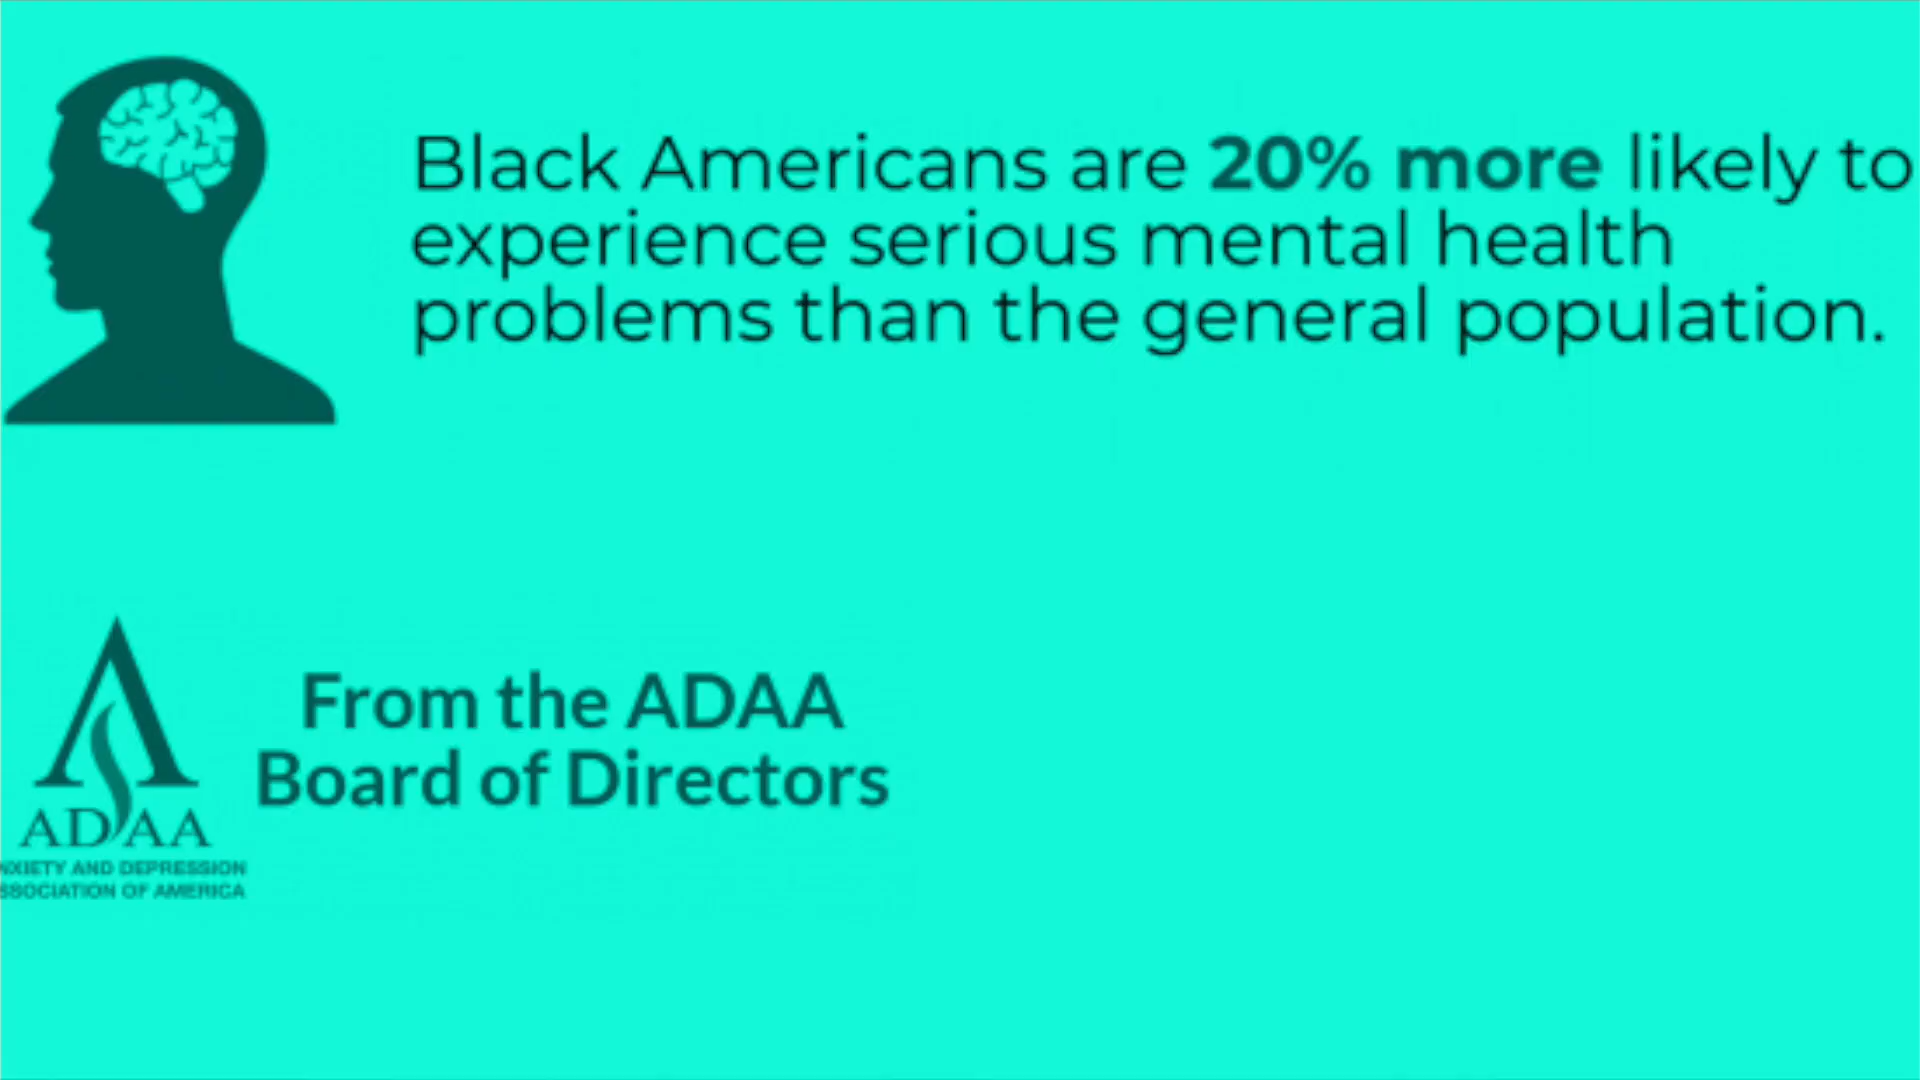 Black Americans are 20% more likely to
experience serious mental health
problems than the general population.
From the ADAA
Board of Directors
ADAA
NXIETY AND DEPRESSION
SSOCIATION OF AMERICA